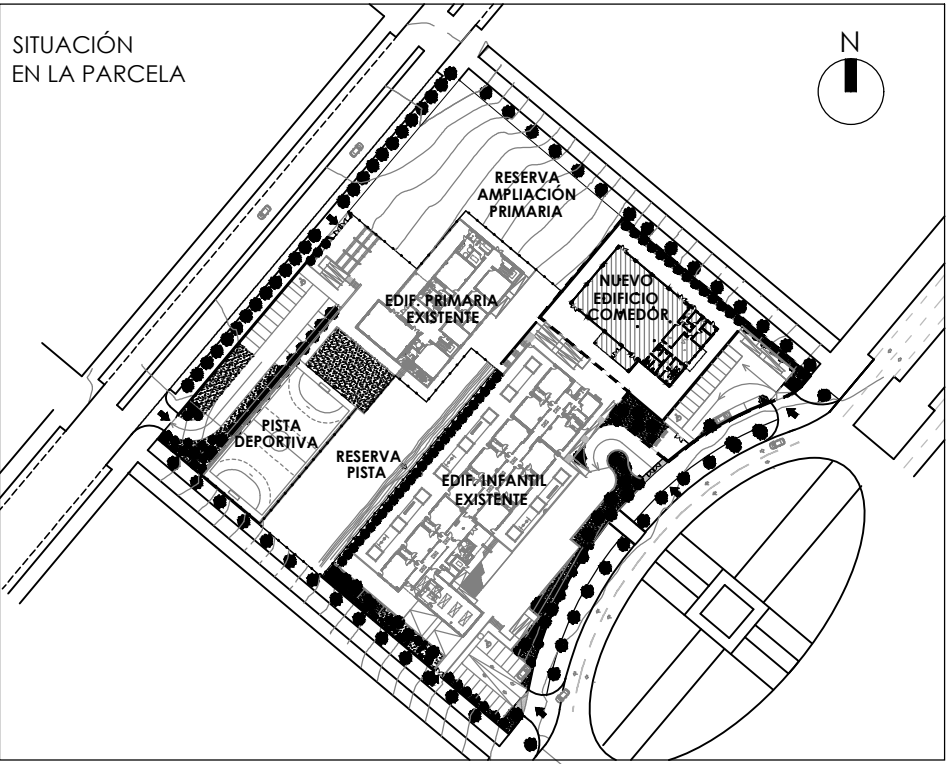 SITUACIÓN
EN LA PARCELA
N
RESERVA
AMPLIACIÓN
PRIMARIA
NUEVO
EDIFICIO
COMEDOR
EDIF. PRIMARIA
EXISTENTE
PISTA
DEPORTIVA
RESERVA
PISTA
EDIF. INFANTIL
EXISTENTE